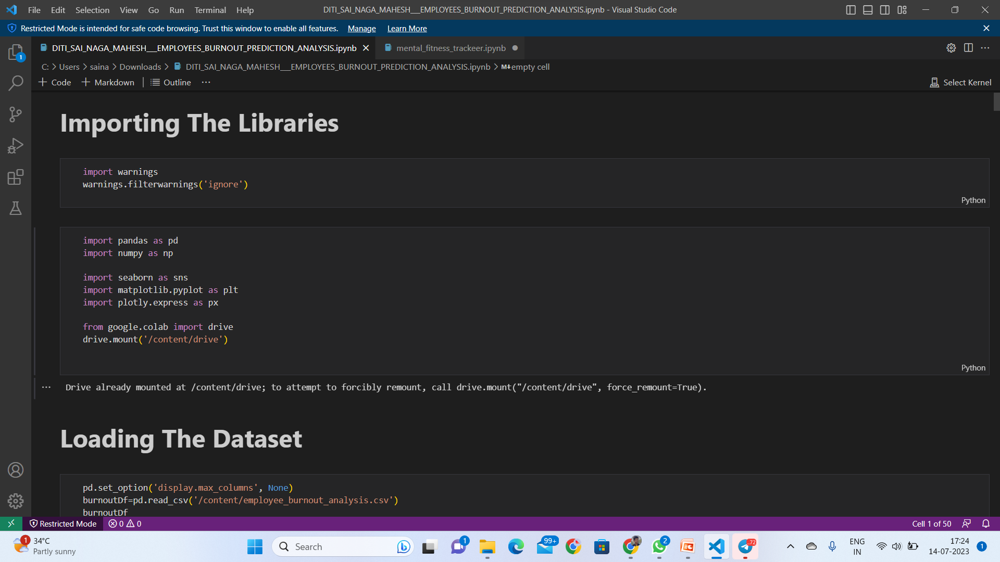 File Edit Selection View Go Run Terminal Help
DITI_SAI_NAGA_MAHESH___EMPLOYEES_BURNOUT_PREDICTION_ANALYSIS.ipynb - Visual Studio Code
Restricted Mode is intended for safe code browsing. Trust this window to enable all features. Manage Learn More
1
DITI_SAI_NAGA_MAHESH___EMPLOYEES_BURNOUT_PREDICTION_ANALYSIS.ipynb
mental_fitness_trackeer.ipynb
C: > Users > saina > Downloads > DITI_SAI_NAGA_MAHESH___EMPLOYEES_BURNOUT_PREDICTION_ANALYSIS.ipynb > M↓empty cell
+ Code + Markdown | Outline ...
Select Kernel
Importing The Libraries
import warnings
warnings.filterwarnings('ignore')
Python
import pandas as pd
import numpy as np
import seaborn as sns
import matplotlib.pyplot as plt
import plotly.express as px
from google.colab import drive
drive.mount('/content/drive')
Python
... Drive already mounted at /content/drive; to attempt to forcibly remount, call drive.mount("/content/drive", force_remount=True).
Loading The Dataset
pd.set_option('display.max_columns', None)
burnoutDf=pd.read_csv('/content/employee_burnout_analysis.csv')
burnoutDf
Restricted Mode 0 0
Cell 1 of 50
1
34°C
Partly sunny
Search
1
99+
2
72
ENG
IN
17:24
14-07-2023
1